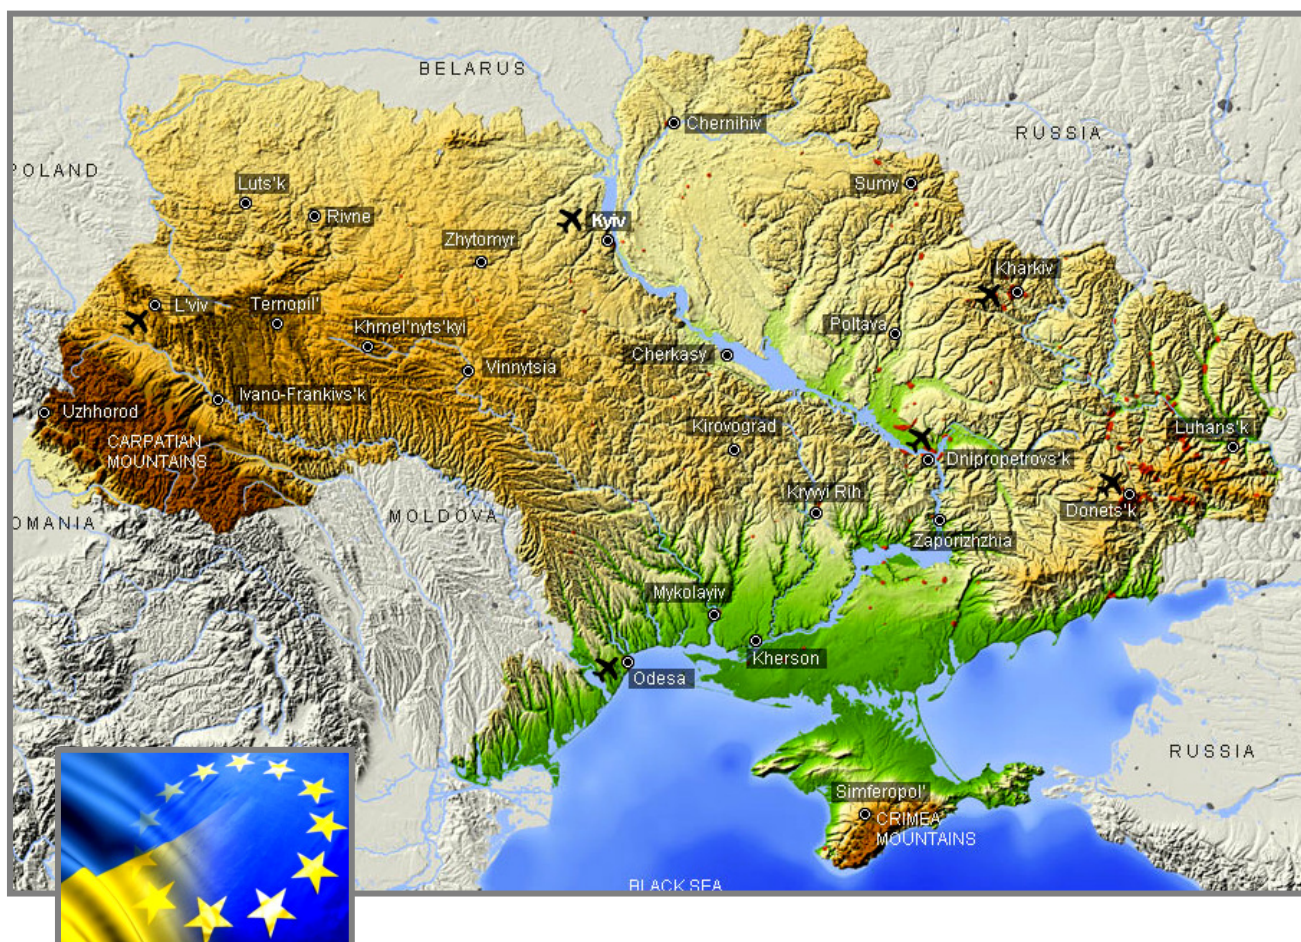 BELARUS
Chernihiv
RUSSIA
POLAND
Luts'k
Sumy
Rivne
Kyiv
Zhytomyr
Kharkiv
L'viv
Ternopil'
Khmel'nyts'kyi
Poltava
Cherkasy
Vinnytsia
Ivano-Frankivs'k
Uzhhorod
Kirovograd
Luhans's'k
CARPATIAN
MOUNTAINS
Dnipropetrovs'k
Krywi Rih
Donets'k
OMANIA
MOLDOVA
Zaporizhzhia
Mykolayiv
Kherson
Odesa
RUSSIA
Simferopol'
CRIMEA
MOUNTAINS
BLACK SEA